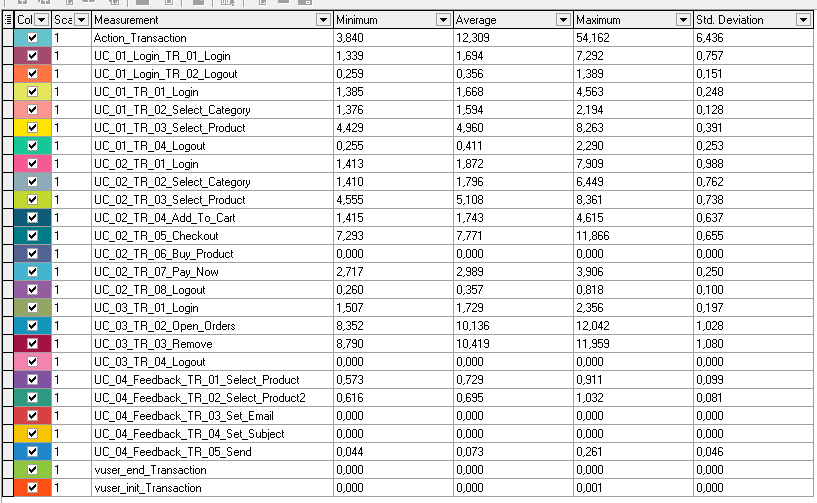 Col Sca Measurement Minimum Average Maximum Std. Deviation
1 Action_Transaction 3,840 12,309 54,162 6,436
1 UC_01_Login_TR_01_Login 1,339 1,694 7,292 0,757
1 UC_01_Login_TR_02_Logout 0,259 0,356 1,389 0,151
1 UC_01_TR_01_Login 1,385 1,668 4,563 0,248
1 UC_01_TR_02_Select_Category 1,376 1,594 2,194 0,128
1 UC_01_TR_03_Select_Product 4,429 4,960 8,263 0,391
1 UC_01_TR_04_Logout 0,255 0,411 2,290 0,253
1 UC_02_TR_01_Login 1,413 1,872 7,909 0,988
1 UC_02_TR_02_Select_Category 1,410 1,796 6,449 0,762
1 UC_02_TR_03_Select_Product 4,555 5,108 8,361 0,738
1 UC_02_TR_04_Add_To_Cart 1,415 1,743 4,615 0,637
1 UC_02_TR_05_Checkout 7,293 7,771 11,866 0,655
1 UC_02_TR_06_Buy_Product 0,000 0,000 0,000 0,000
1 UC_02_TR_07_Pay_Now 2,717 2,989 3,906 0,250
1 UC_02_TR_08_Logout 0,260 0,357 0,818 0,100
1 UC_03_TR_01_Login 1,507 1,729 2,356 0,197
1 UC_03_TR_02_Open_Orders 8,352 10,136 12,042 1,028
1 UC_03_TR_03_Remove 8,790 10,419 11,959 1,080
1 UC_03_TR_04_Logout 0,000 0,000 0,000 0,000
1 UC_04_Feedback_TR_01_Select_Product 0,573 0,729 0,911 0,099
1 UC_04_Feedback_TR_02_Select_Product2 0,616 0,695 1,032 0,081
1 UC_04_Feedback_TR_03_Set_Email 0,000 0,000 0,000 0,000
1 UC_04_Feedback_TR_04_Set_Subject 0,000 0,000 0,000 0,000
1 UC_04_Feedback_TR_05_Send 0,044 0,073 0,261 0,046
1 vuser_end_Transaction 0,000 0,000 0,000 0,000
1 vuser_init_Transaction 0,000 0,000 0,001 0,000